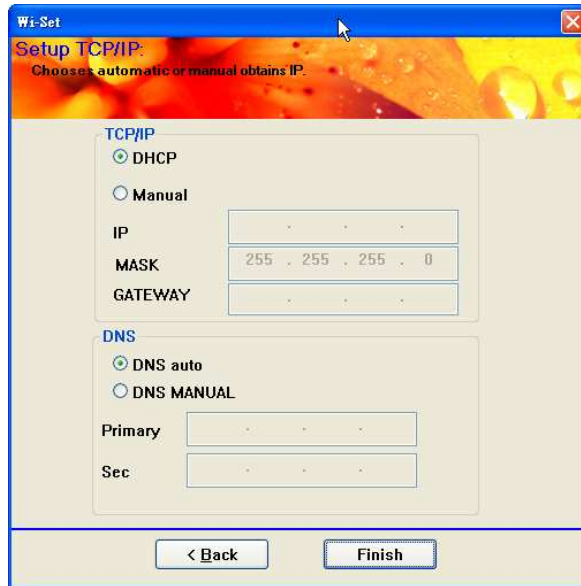 Wi-Set
Setup TCP/IP:
Chooses automatic or manual obtains IP.
TCP/IP
DHCP
Manual
IP . . .
MASK 255 . 255 . 255 . 0
GATEWAY . . .
DNS
DNS auto
DNS MANUAL
Primary . . .
Sec . . .
< Back Finish